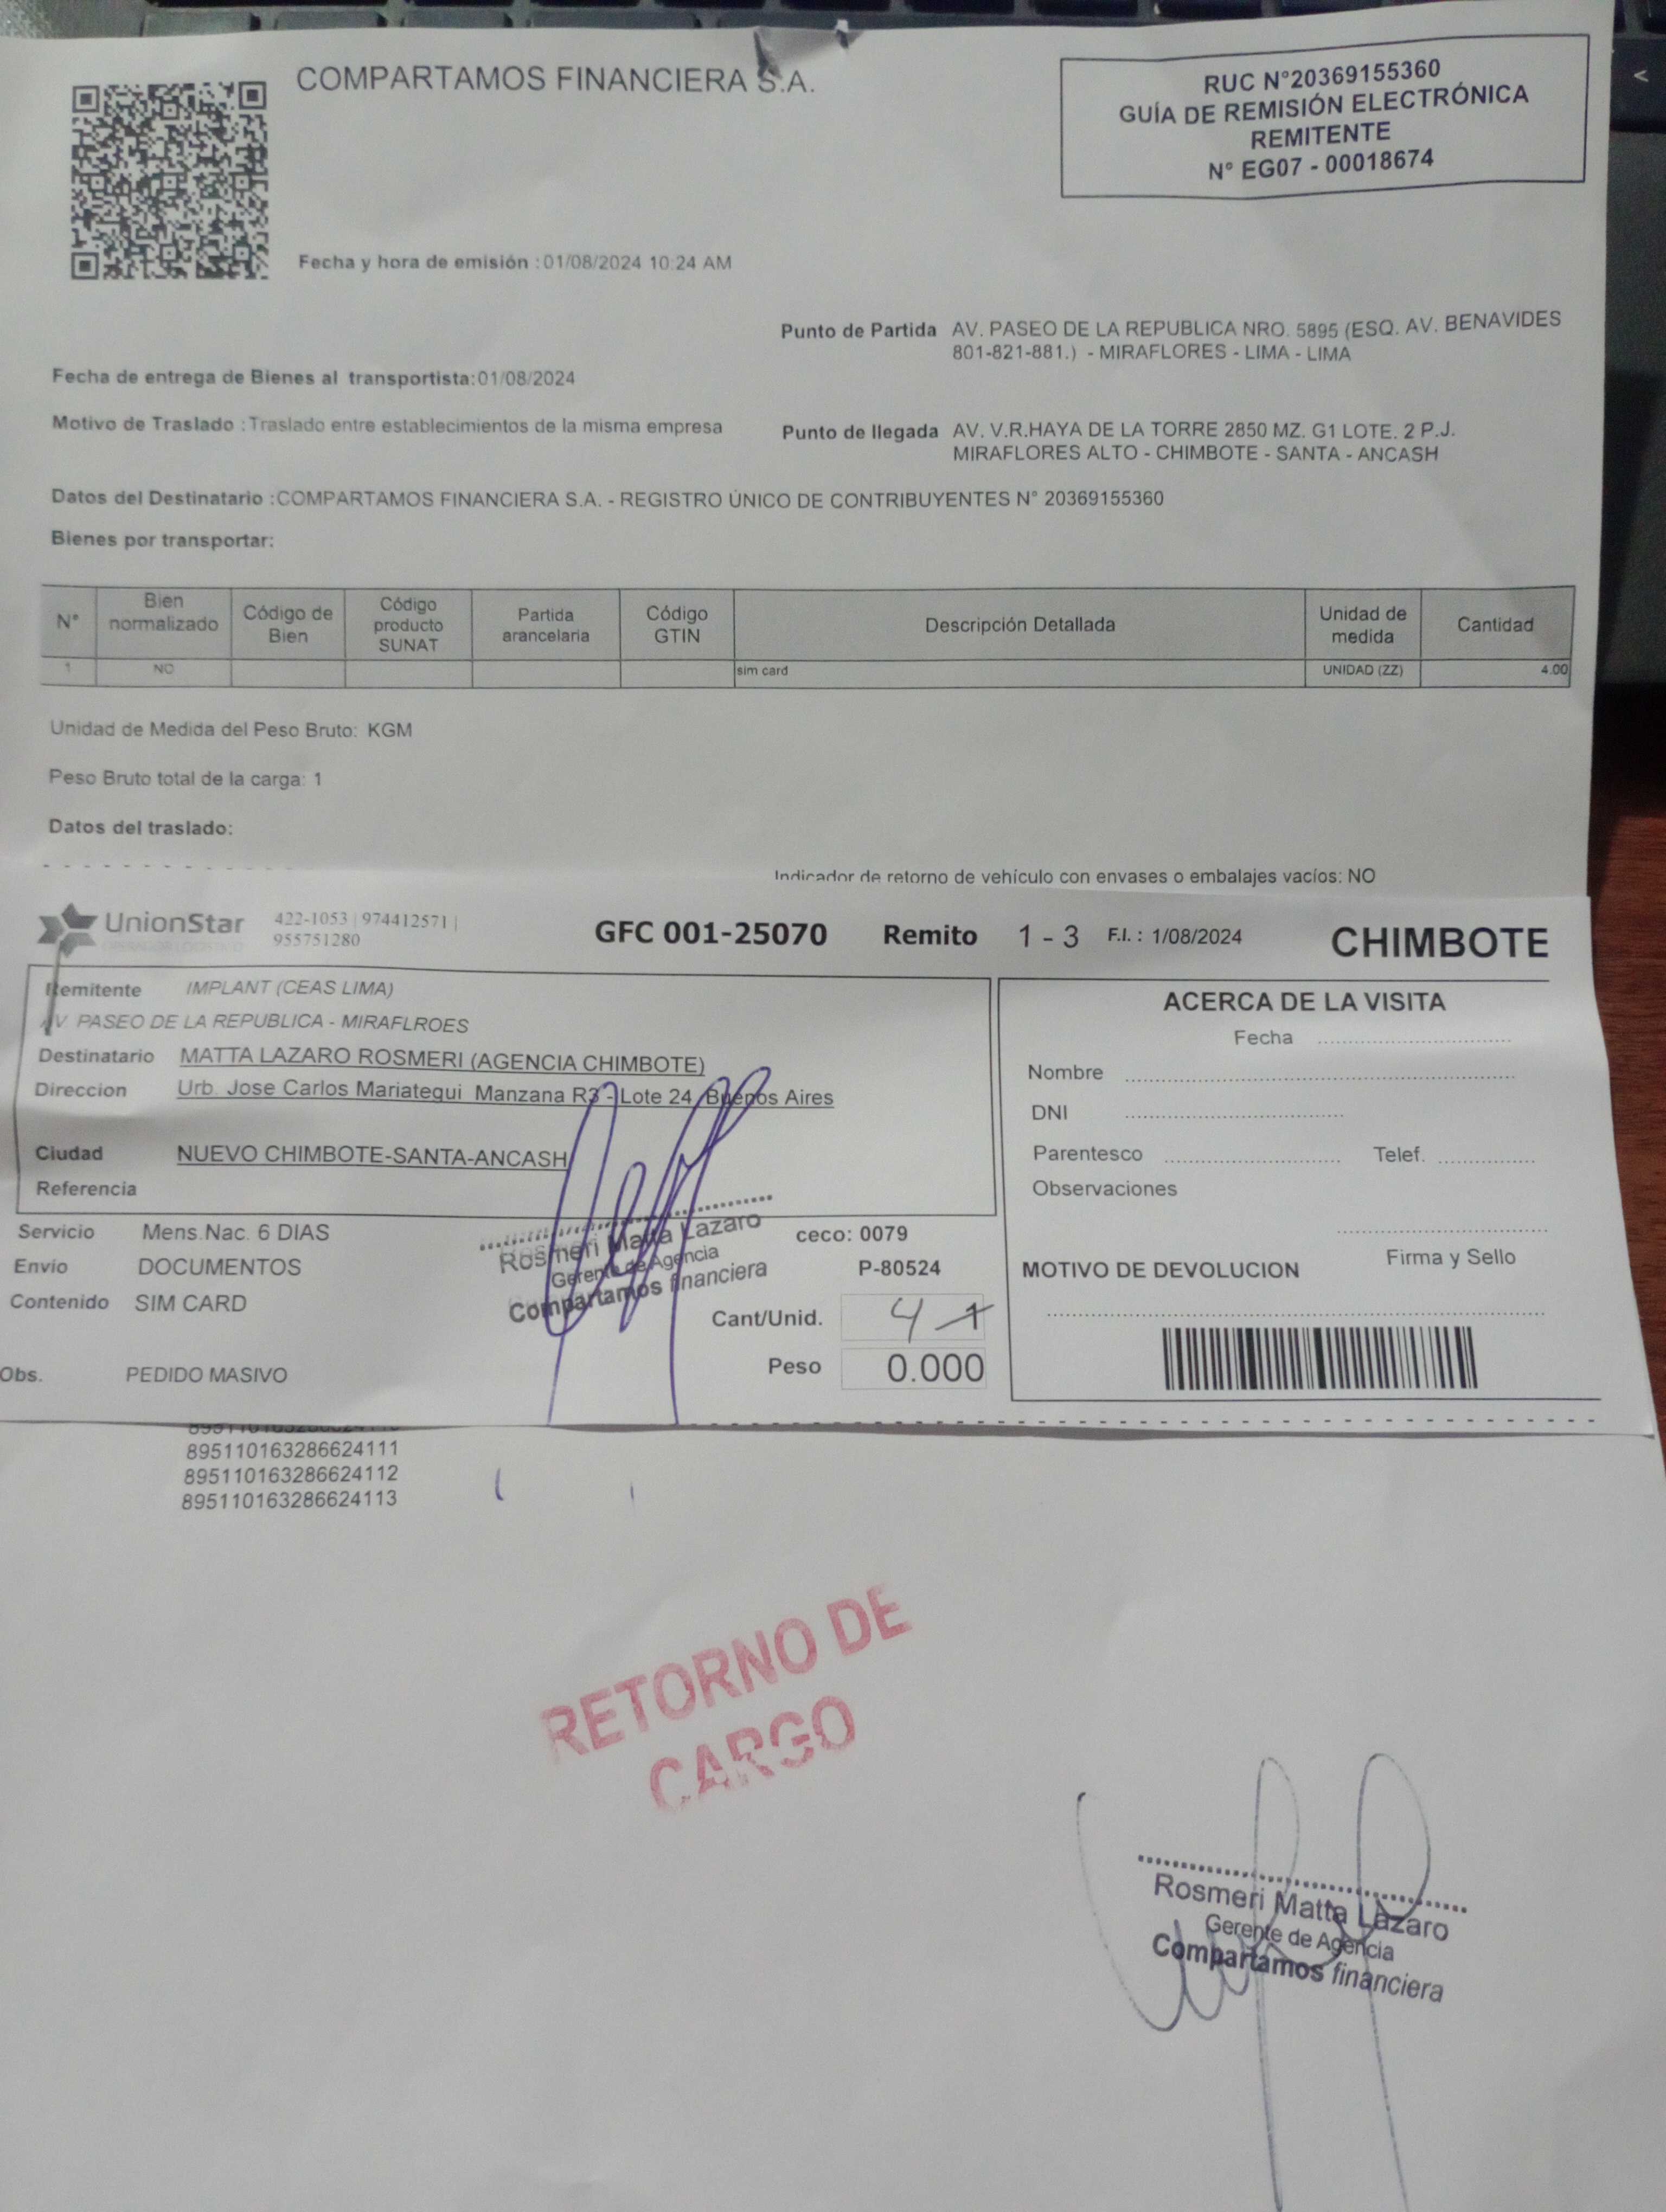 COMPARTAMOS FINANCIERA S.A.
RUC N°20369155360
GUÍA DE REMISIÓN ELECTRÓNICA
REMITENTE
N° EG07 - 00018674
Fecha y hora de emisión :01/08/2024 10:24 AM
Punto de Partida AV. PASEO DE LA REPUBLICA NRO. 5895 (ESQ. AV. BENAVIDES
801-821-881.) - MIRAFLORES - LIMA - LIMA
Fecha de entrega de Bienes al transportista:01/08/2024
Motivo de Traslado :Traslado entre establecimientos de la misma empresa
Punto de llegada AV. V.R.HAYA DE LA TORRE 2850 MZ. G1 LOTE. 2 P.J.
MIRAFLORES ALTO - CHIMBOTE - SANTA - ANCASH
Datos del Destinatario :COMPARTAMOS FINANCIERA S.A. - REGISTRO ÚNICO DE CONTRIBUYENTES N° 20369155360
Bienes por transportar:
N° Bien normalizado Código de Bien Código producto SUNAT Partida arancelaria Código GTIN Descripción Detallada Unidad de medida Cantidad
1 NO sim card UNIDAD (ZZ) 4.00
Unidad de Medida del Peso Bruto: KGM
Peso Bruto total de la carga: 1
Datos del traslado:
Indicador de retorno de vehículo con envases o embalajes vacíos: NO
UnionStar 422-1053 | 974412571 |
955751280
GFC 001-25070 Remito 1 - 3 F.I. : 1/08/2024 CHIMBOTE
Remitente IMPLANT (CEAS LIMA)
AV. PASEO DE LA REPUBLICA - MIRAFLROES
Destinatario MATTA LAZARO ROSMERI (AGENCIA CHIMBOTE)
Direccion Urb. Jose Carlos Mariategui Manzana R3 - Lote 24 Buenos Aires
Ciudad NUEVO CHIMBOTE-SANTA-ANCASH
Referencia
ACERCA DE LA VISITA
Fecha
Nombre
DNI
Parentesco Telef.
Observaciones
Firma y Sello
MOTIVO DE DEVOLUCION
Servicio Mens.Nac. 6 DIAS
Envio DOCUMENTOS
Contenido SIM CARD
Obs. PEDIDO MASIVO
Rosmeri Matta Lazaro
Gerente de Agencia
Compartamos financiera
ceco: 0079
P-80524
Cant/Unid. 4
Peso 0.000
895110163286624111
895110163286624112
895110163286624113
RETORNO DE
CARGO
Rosmeri Matta Lazaro
Gerente de Agencia
Compartamos financiera